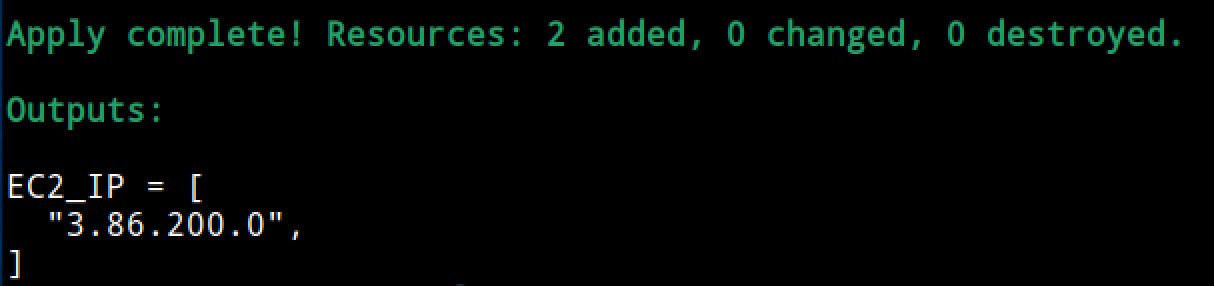 Apply complete! Resources: 2 added, 0 changed, 0 destroyed.
Outputs:
EC2_IP = [
  "3.86.200.0",
]